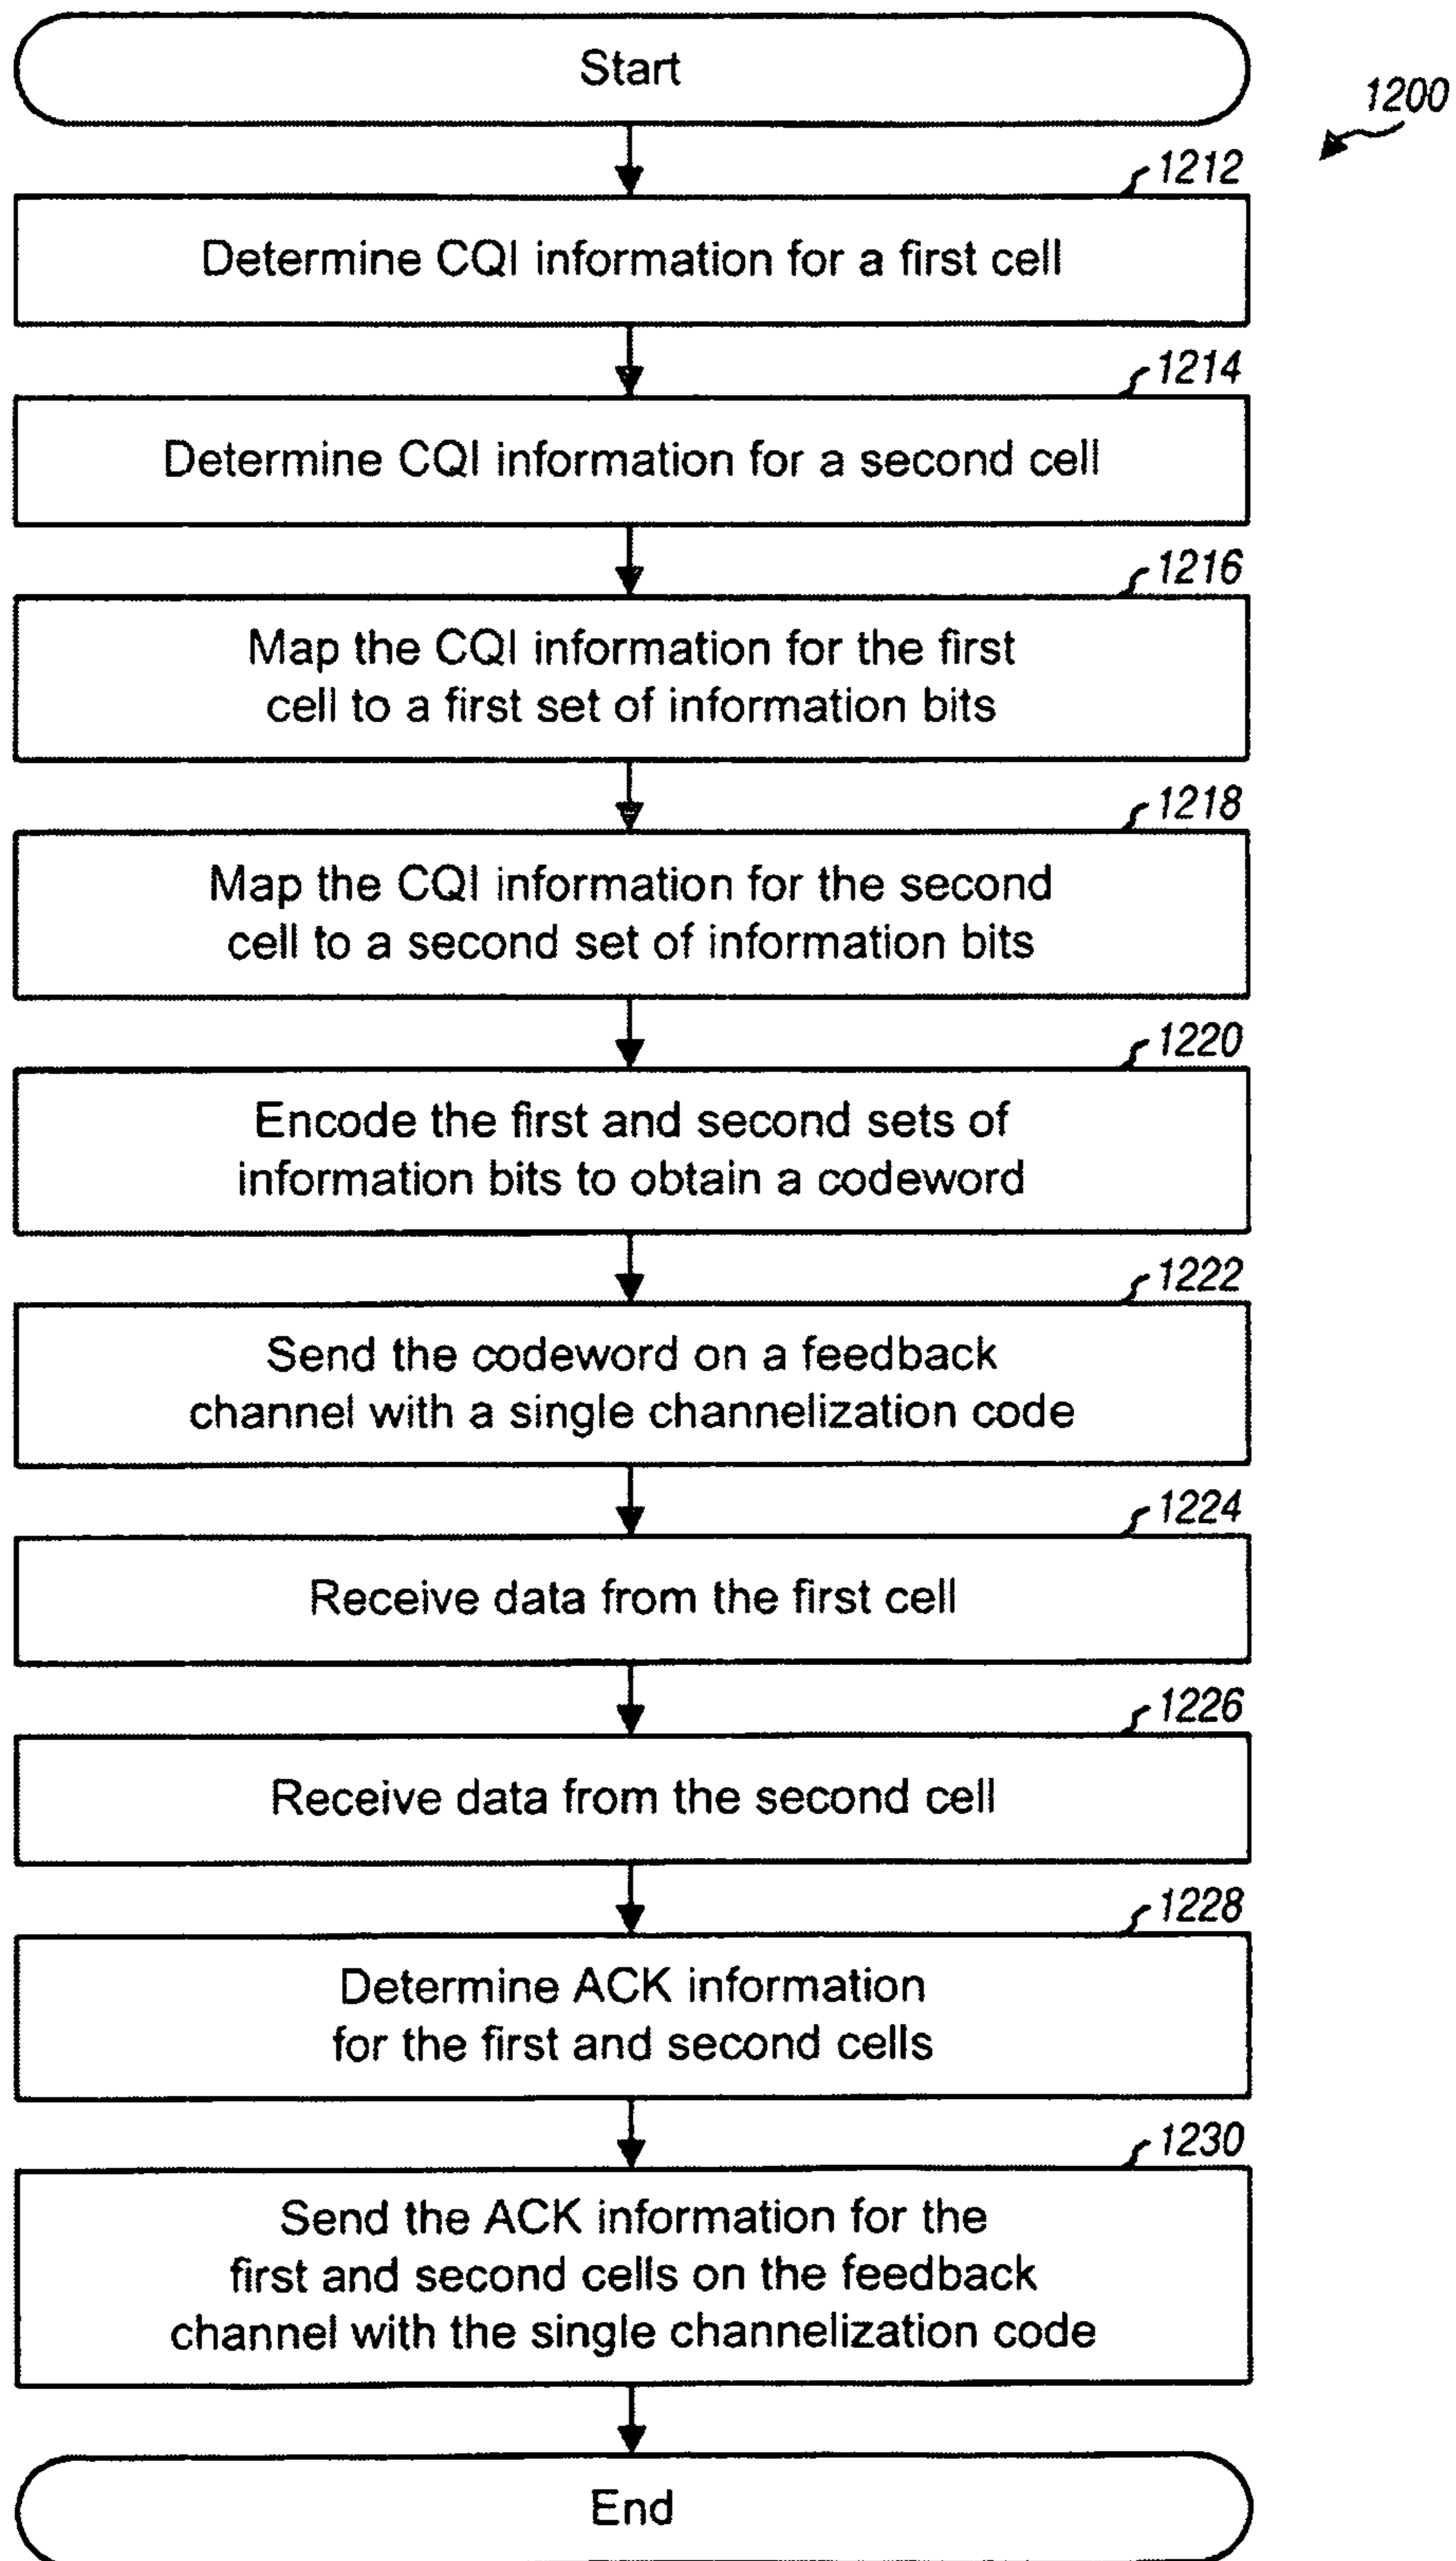 Start
1200
1212
Determine CQI information for a first cell
1214
Determine CQI information for a second cell
1216
Map the CQI information for the first
cell to a first set of information bits
1218
Map the CQI information for the second
cell to a second set of information bits
1220
Encode the first and second sets of
information bits to obtain a codeword
1222
Send the codeword on a feedback
channel with a single channelization code
1224
Receive data from the first cell
1226
Receive data from the second cell
1228
Determine ACK information
for the first and second cells
1230
Send the ACK information for the
first and second cells on the feedback
channel with the single channelization code
End